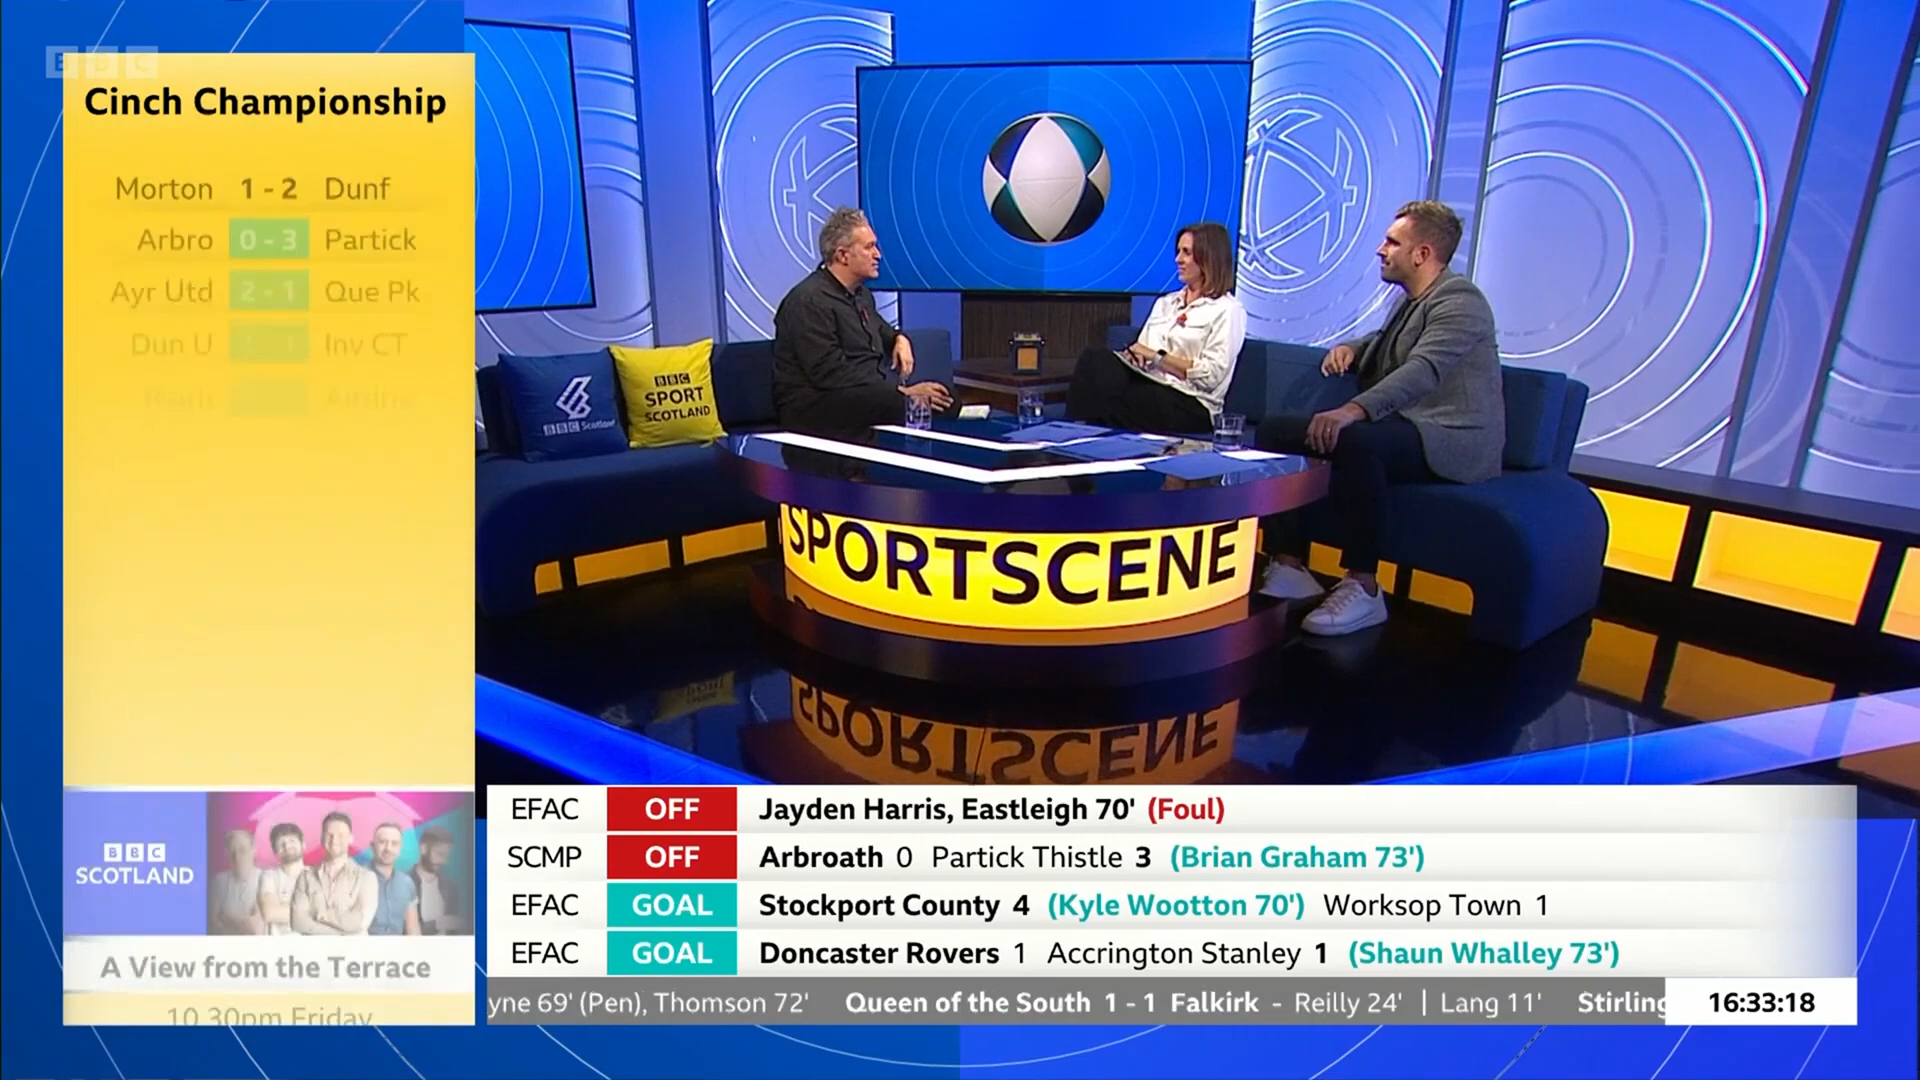 BBC
Cinch Championship
Morton 1 - 2 Dunf
Arbro 0 - 3 Partick
Ayr Utd 2 - 1 Que Pk
Dun U Inv CT
BBC
SCOTLAND
A View from the Terrace
10.30pm Friday
BBC Scotland
BBC
SPORT
SCOTLAND
SPORTSCENE
EFAC OFF Jayden Harris, Eastleigh 70' (Foul)
SCMP OFF Arbroath 0 Partick Thistle 3 (Brian Graham 73')
EFAC GOAL Stockport County 4 (Kyle Wootton 70') Worksop Town 1
EFAC GOAL Doncaster Rovers 1 Accrington Stanley 1 (Shaun Whalley 73')
yne 69' (Pen), Thomson 72' Queen of the South 1 - 1 Falkirk - Reilly 24' | Lang 11' Stirling
16:33:18